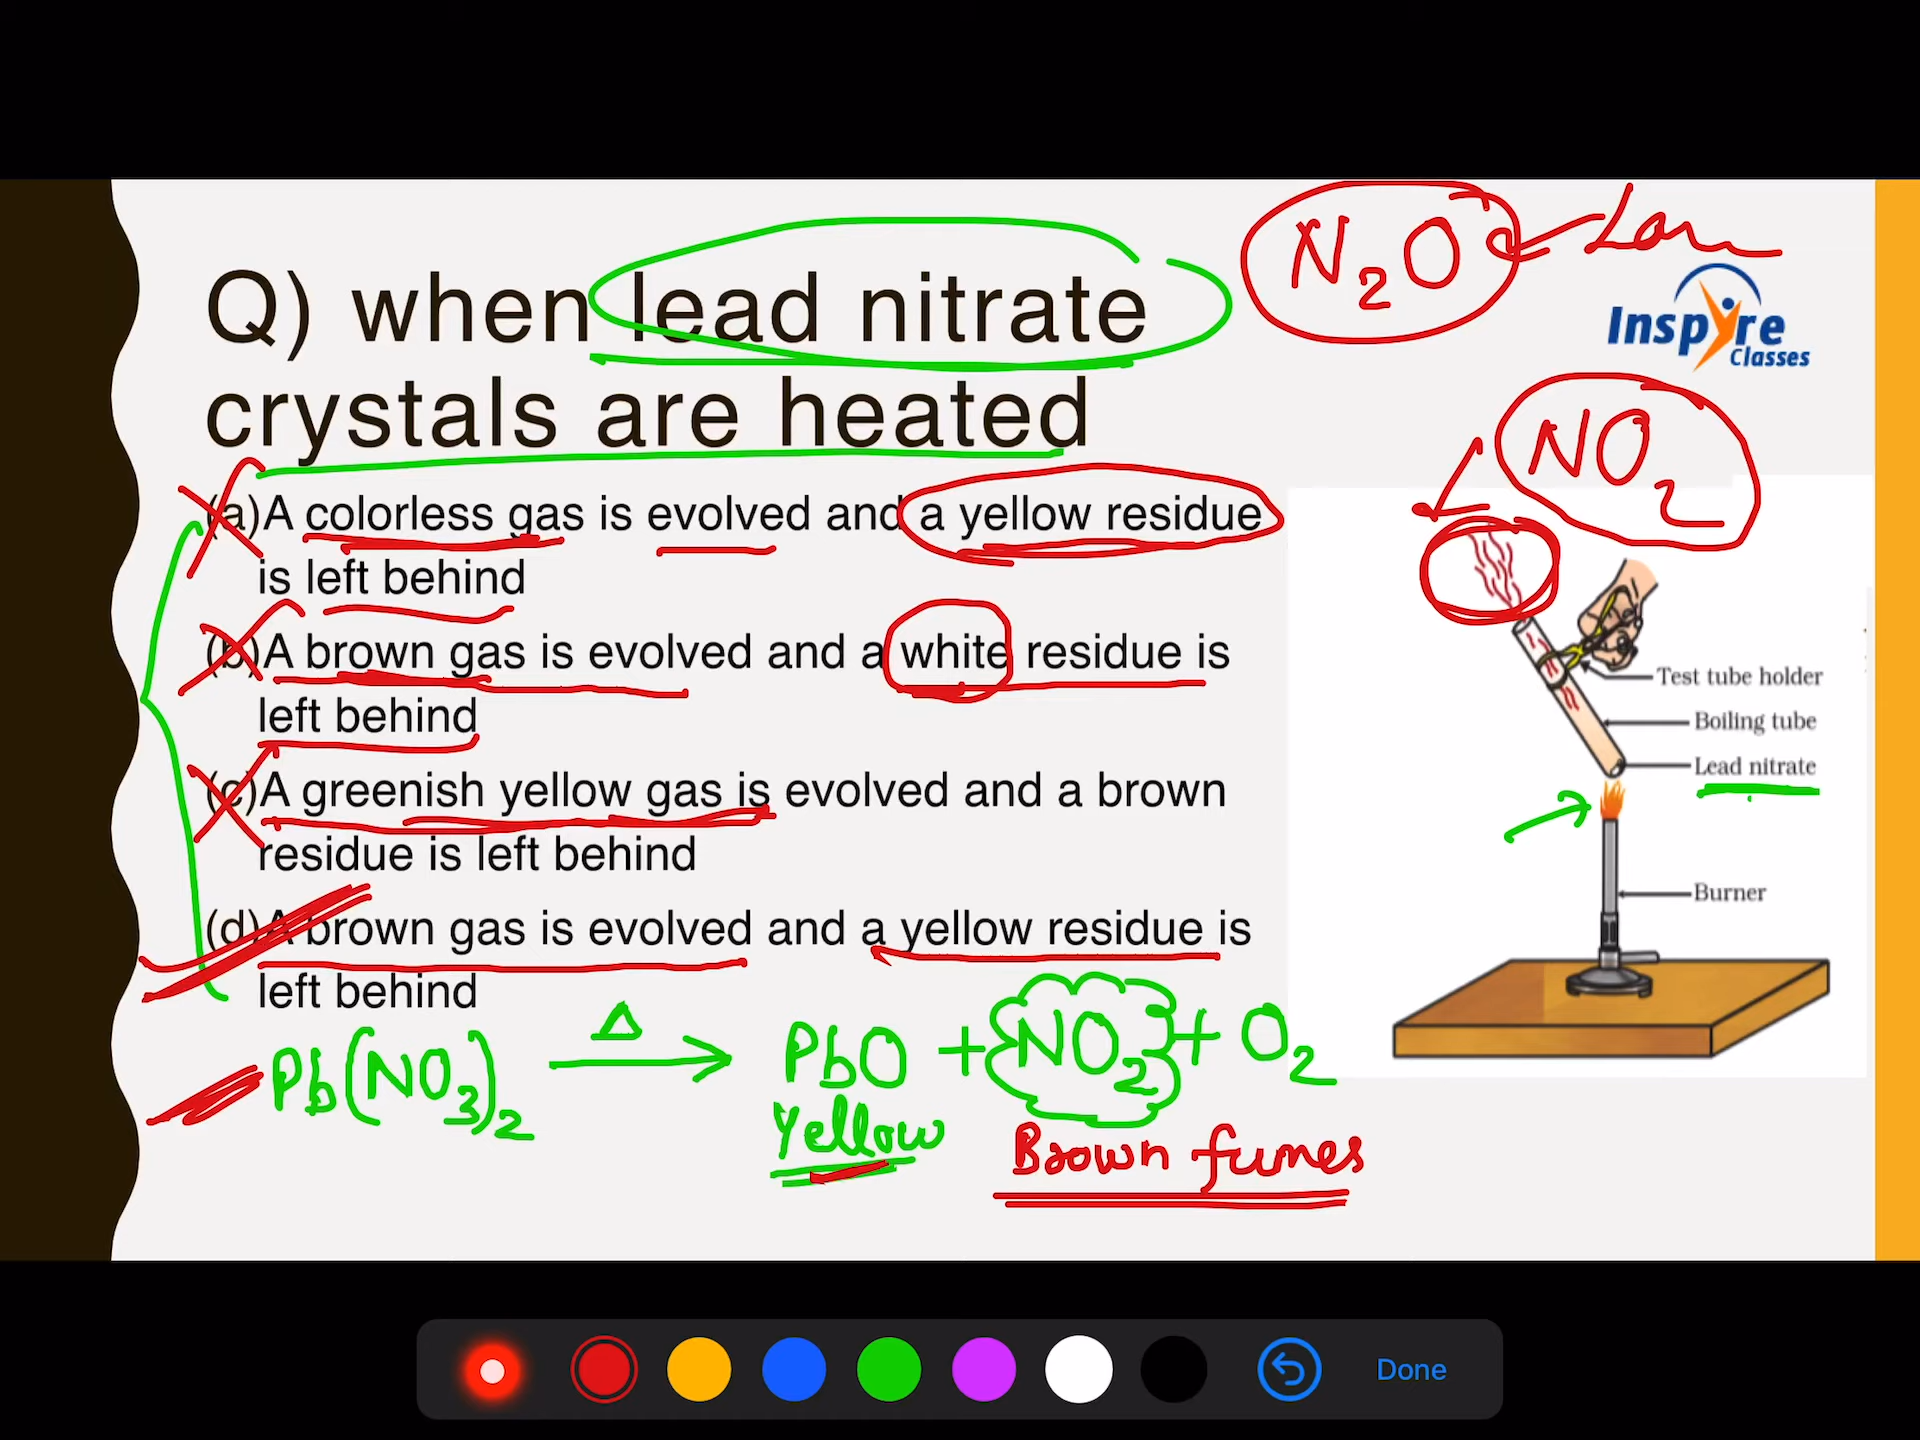 N₂O
Q) when lead nitrate
crystals are heated
Inspyre
Classes
NO₂
(a)A colorless gas is evolved and a yellow residue
is left behind
(b)A brown gas is evolved and a white residue is
left behind
(c)A greenish yellow gas is evolved and a brown
residue is left behind
(d)A brown gas is evolved and a yellow residue is
left behind
Test tube holder
Boiling tube
Lead nitrate
Burner
Pb(NO₃)₂ Δ → PbO + NO₂ + O₂
Yellow Brown fumes
Done